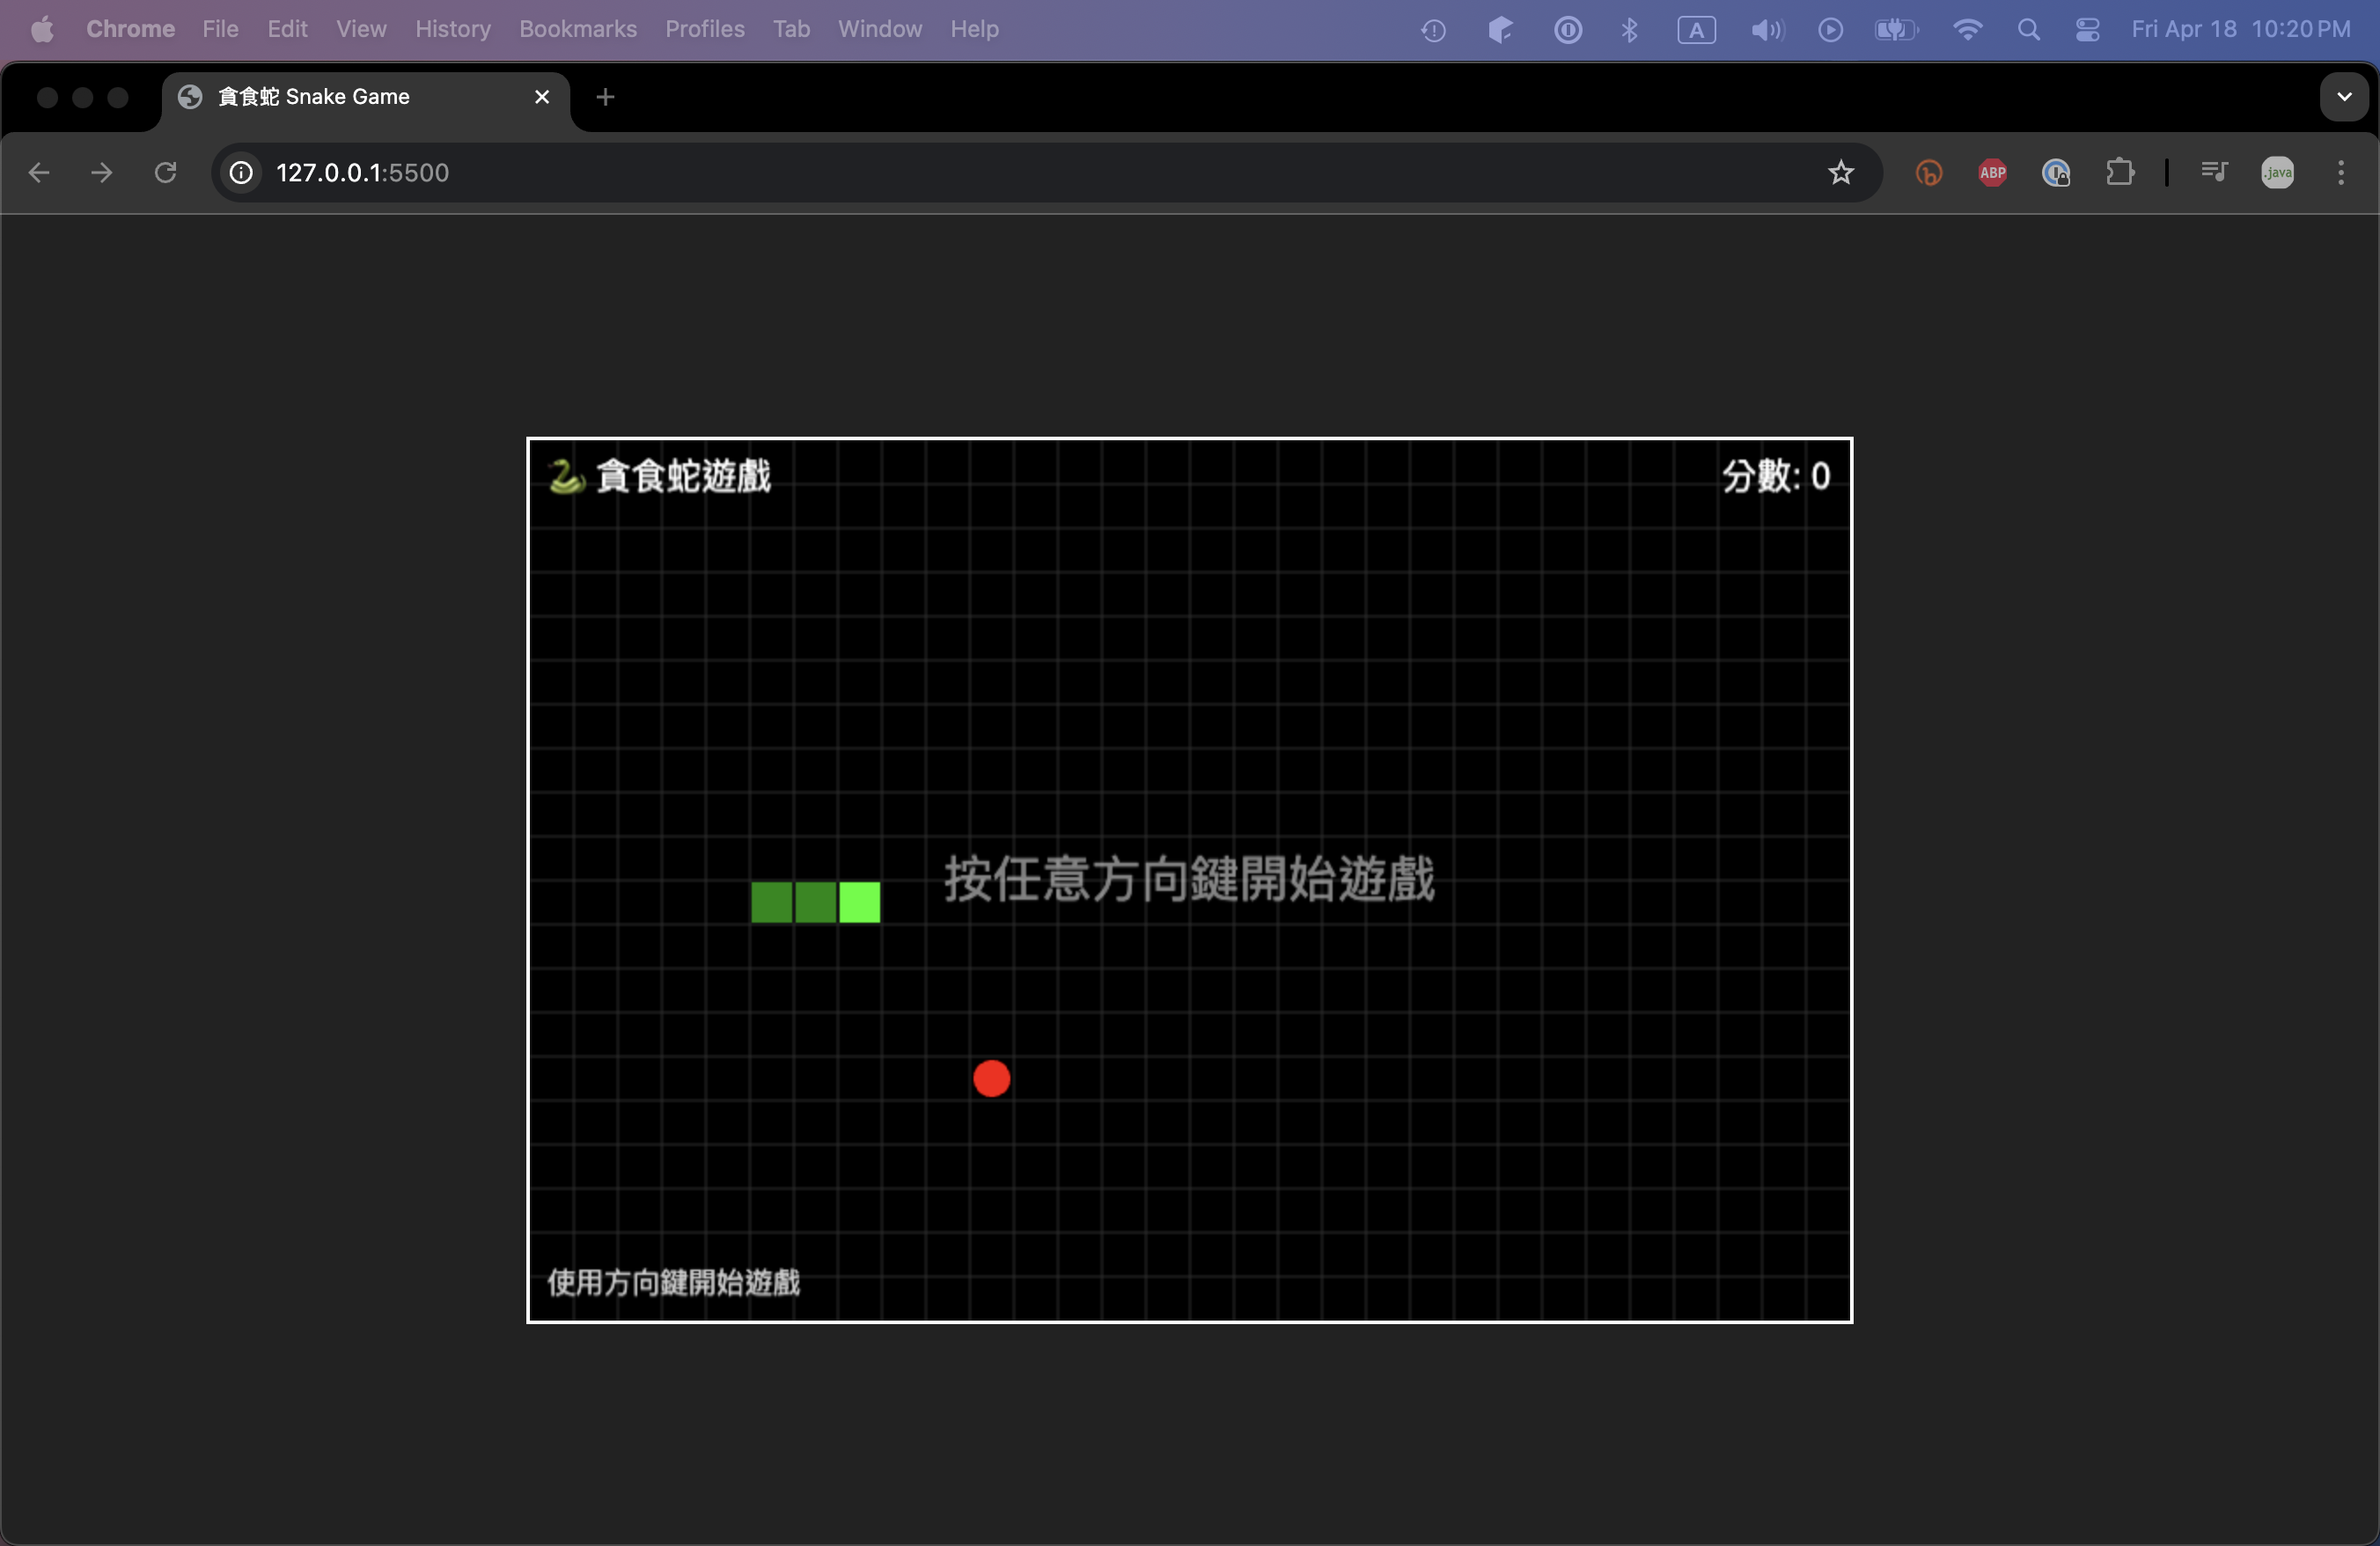 Chrome File Edit View History Bookmarks Profiles Tab Window Help A Fri Apr 18 10:20 PM
貪食蛇 Snake Game
127.0.0.1:5500 ABP .java
貪食蛇遊戲 分數: 0
按任意方向鍵開始遊戲
使用方向鍵開始遊戲